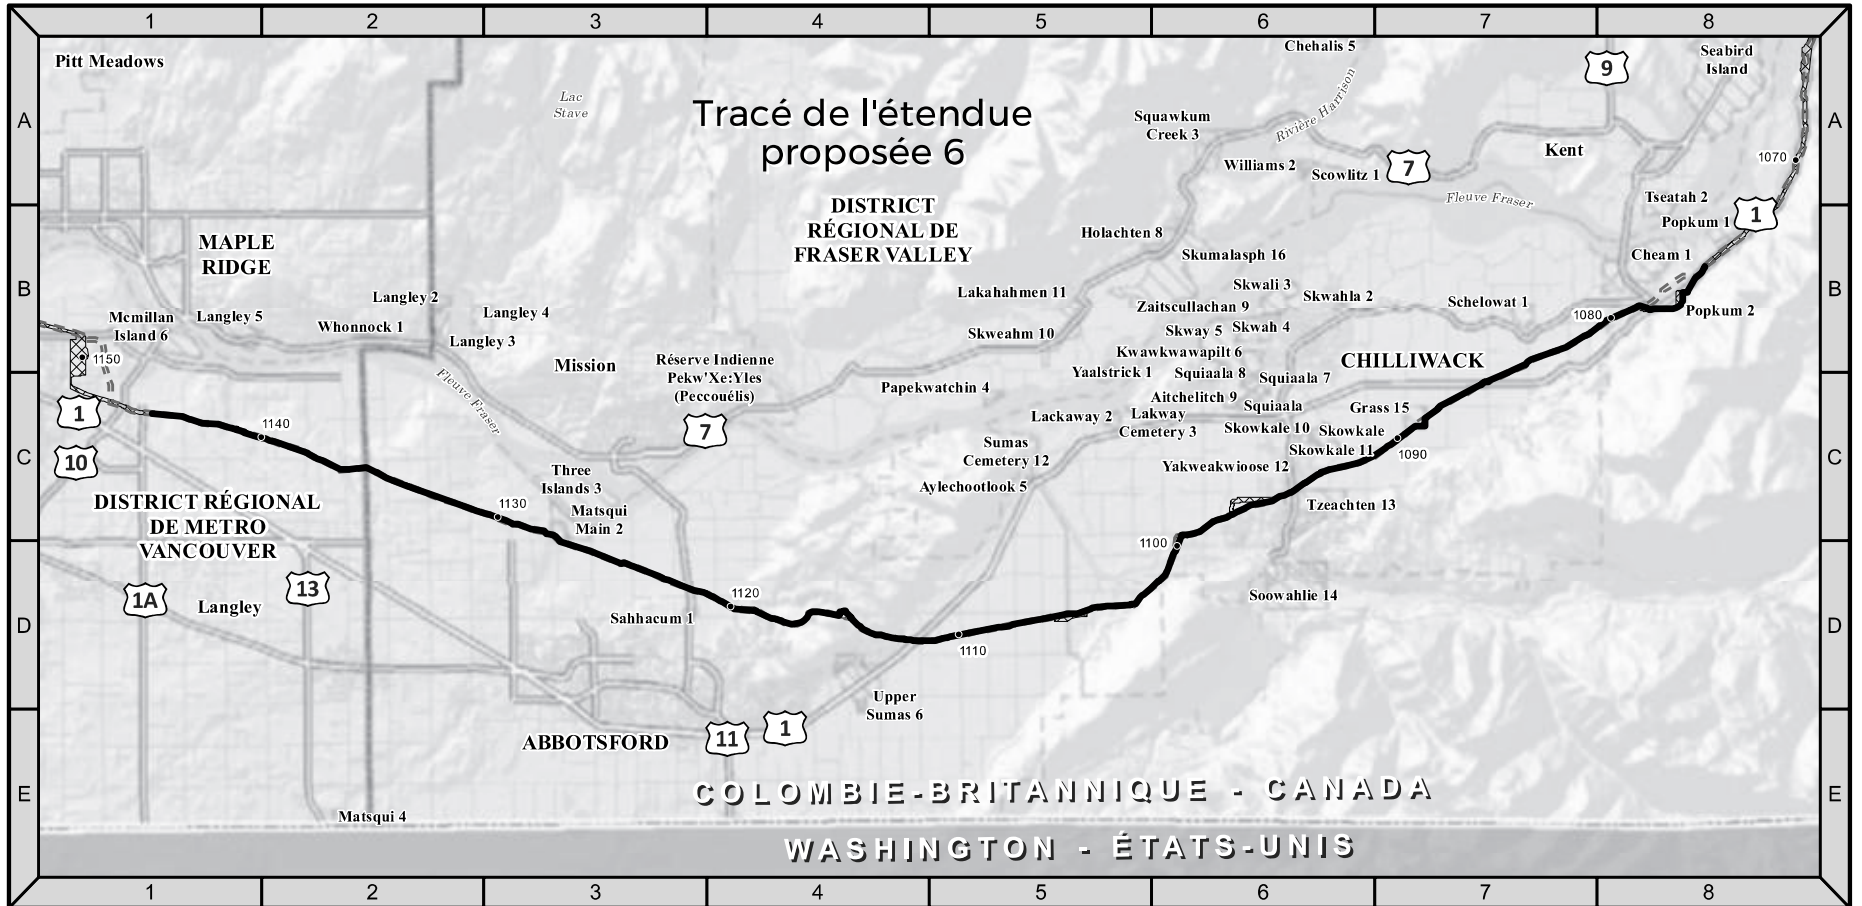 1 2 3 4 5 6 7 8
A
Pitt Meadows
Lac
Stave
Tracé de l'étendue
proposée 6
Chehalis 5
Rivière Harrison
Squawkum
Creek 3
Williams 2
Scowlitz 1
7
9
Kent
Seabird
Island
1070
A
Fleuve Fraser
Tseatah 2
Popkum 1
1
B
MAPLE
RIDGE
DISTRICT
RÉGIONAL DE
FRASER VALLEY
Holachten 8
Skumalasph 16
Cheam 1
B
Langley 2
Lakahahmen 11
Skwali 3
Skwahla 2
Schelowat 1
Zaitscullachan 9
Popkum 2
1080
Mcmillan
Island 6
Langley 5
Whonnock 1
Langley 4
Langley 3
Skweahm 10
Skway 5
Skwah 4
1150
Mission
Réserve Indienne
Pekw'Xe:Yles
(Peccouélis)
Kwawkwawapilt 6
CHILLIWACK
Yaalstrick 1
Squiaala 8
Squiaala 7
Fleuve Fraser
Papekwatchin 4
Aitchelitch 9
1
7
Lackaway 2
Lakway
Cemetery 3
Squiaala
Grass 15
1140
Skowkale 10
Skowkale
Skowkale 11
1090
C
10
Sumas
Cemetery 12
Yakweakwioose 12
C
Three
Islands 3
Aylechootlook 5
DISTRICT RÉGIONAL
DE METRO
VANCOUVER
1130
Matsqui
Main 2
Tzeachten 13
1100
1A
13
Langley
1120
Sahhacum 1
Soowahlie 14
D
1110
D
Upper
Sumas 6
ABBOTSFORD
11
1
E
COLOMBIE-BRITANNIQUE - CANADA
E
Matsqui 4
WASHINGTON - ÉTATS-UNIS
1 2 3 4 5 6 7 8